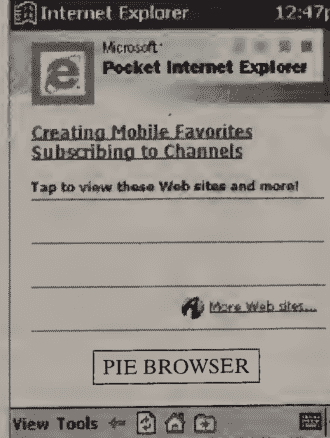 Internet Explorer 12:47p
Microsoft
Pocket Internet Explorer
Creating Mobile Favorites
Subscribing to Channels
Tap to view these Web sites and more!
More Web sites...
PIE BROWSER
View Tools